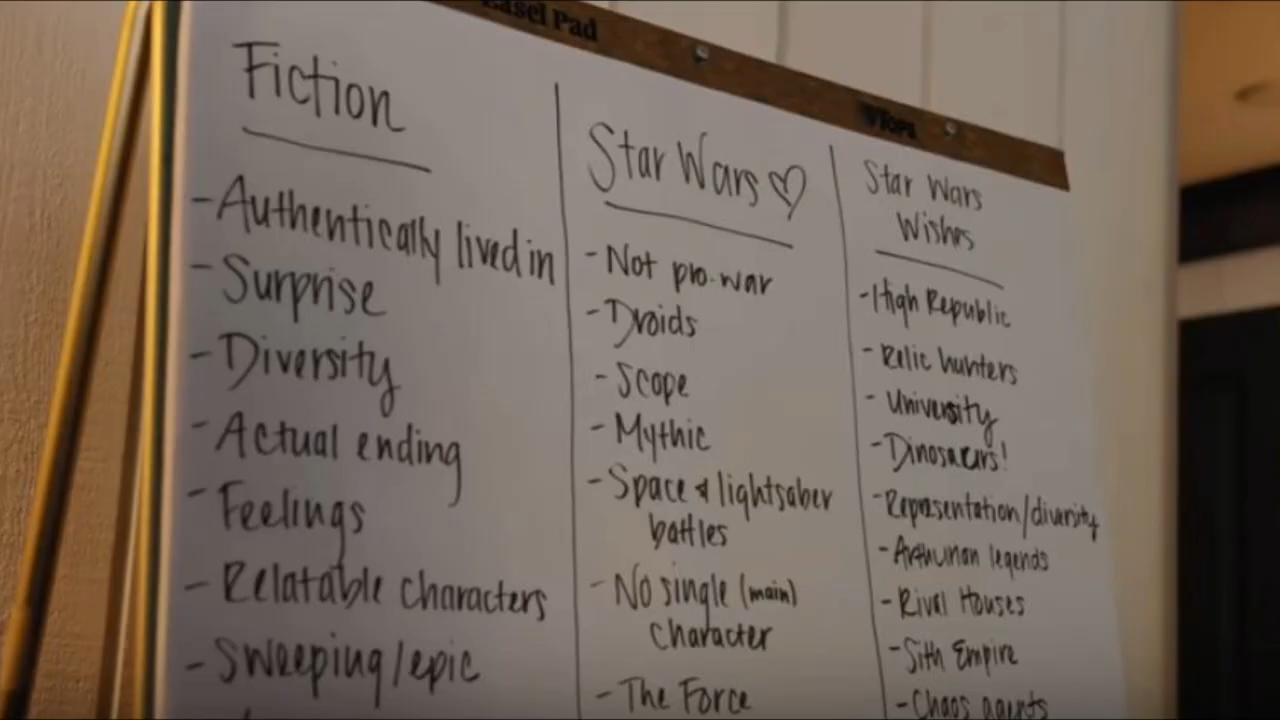 Easel Pad
Viora
Fiction
- Authentically lived in
- Surprise
- Diversity
- Actual ending
- Feelings
- Relatable characters
- Sweeping/epic
Star Wars ♡
- Not pro-war
- Droids
- Scope
- Mythic
- Space & lightsaber
battles
- No single (main)
character
- The Force
Star Wars
Wishes
- High Republic
- Relic hunters
- University
- Dinosaurs!
- Representation/diversity
- Arthurian legends
- Rival Houses
- Sith Empire
- Chaos agents